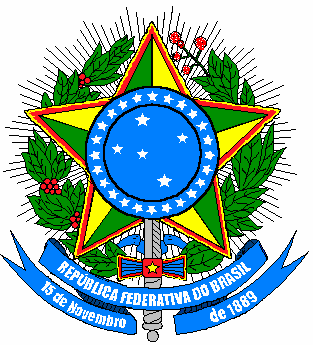 REPÚBLICA FEDERATIVA DO BRASIL
15 de Novembro
de 1889